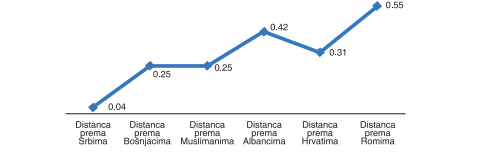 0.55
0.42
0.31
0.25
0.25
0.04
Distanca Distanca Distanca Distanca Distanca Distanca
prema prema prema prema prema prema
Srbima Bošnjacima Muslimanima Albancima Hrvatima Romima